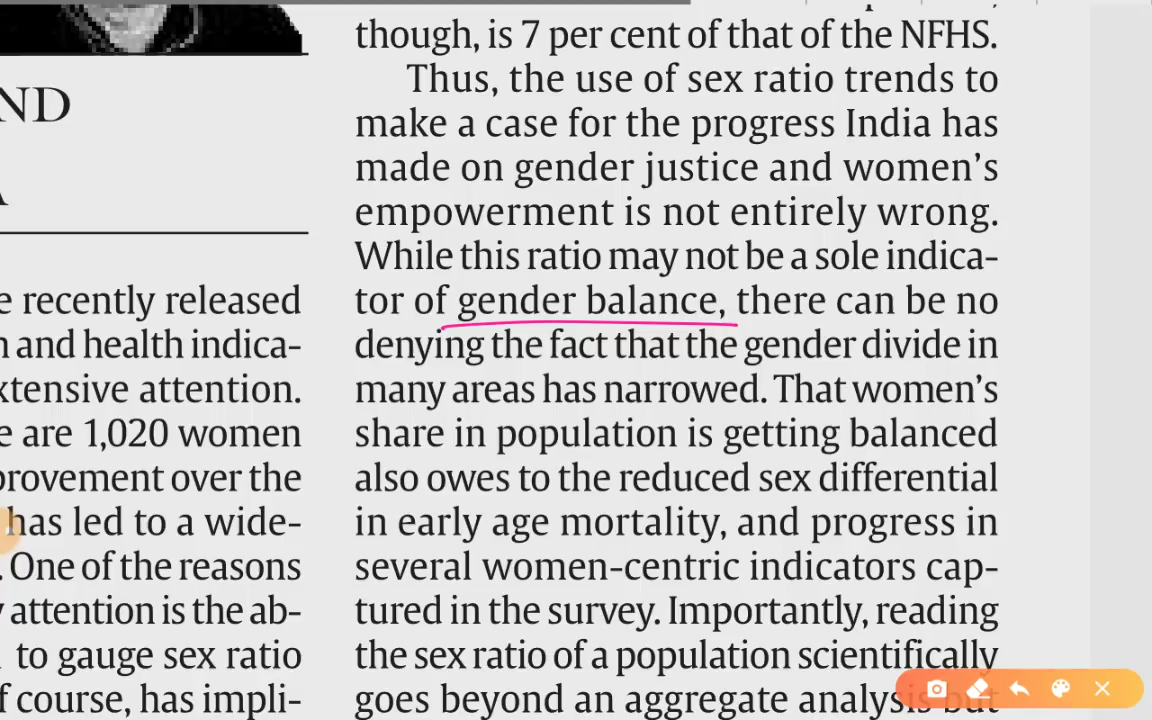 ND
A
e recently released
n and health indica-
xtensive attention.
e are 1,020 women
provement over the
has led to a wide-
. One of the reasons
y attention is the ab-
to gauge sex ratio
f course, has impli-
though, is 7 per cent of that of the NFHS.
Thus, the use of sex ratio trends to
make a case for the progress India has
made on gender justice and women's
empowerment is not entirely wrong.
While this ratio may not be a sole indica-
tor of gender balance, there can be no
denying the fact that the gender divide in
many areas has narrowed. That women's
share in population is getting balanced
also owes to the reduced sex differential
in early age mortality, and progress in
several women-centric indicators cap-
tured in the survey. Importantly, reading
the sex ratio of a population scientifically
goes beyond an aggregate analysis but